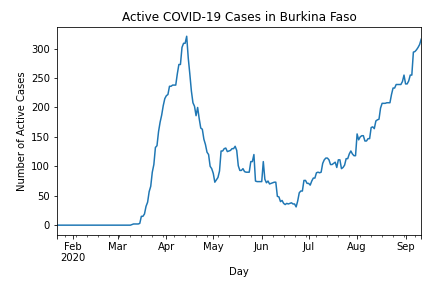 Active COVID-19 Cases in Burkina Faso
Number of Active Cases
300
250
200
150
100
50
0
Feb
2020
Mar
Apr
May
Jun
Jul
Aug
Sep
Day